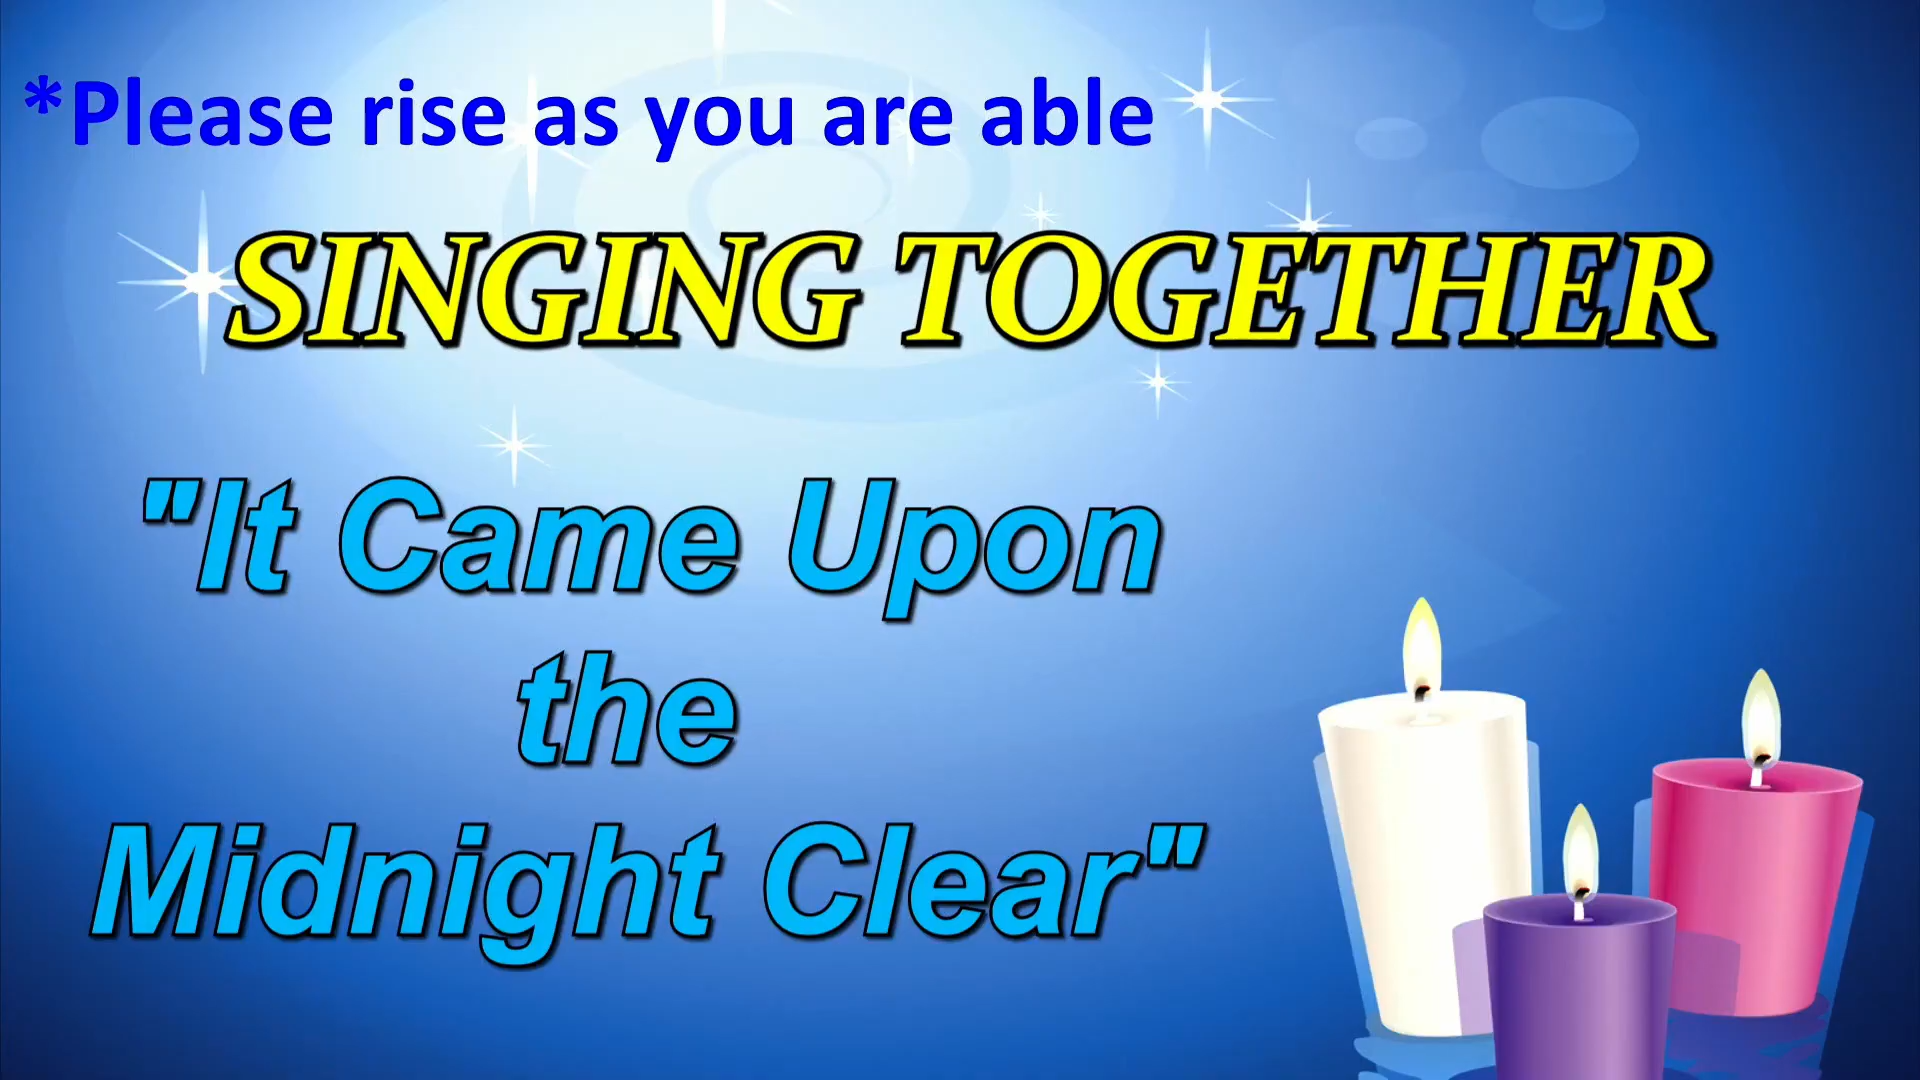 *Please rise as you are able
SINGING TOGETHER
"It Came Upon
the
Midnight Clear"